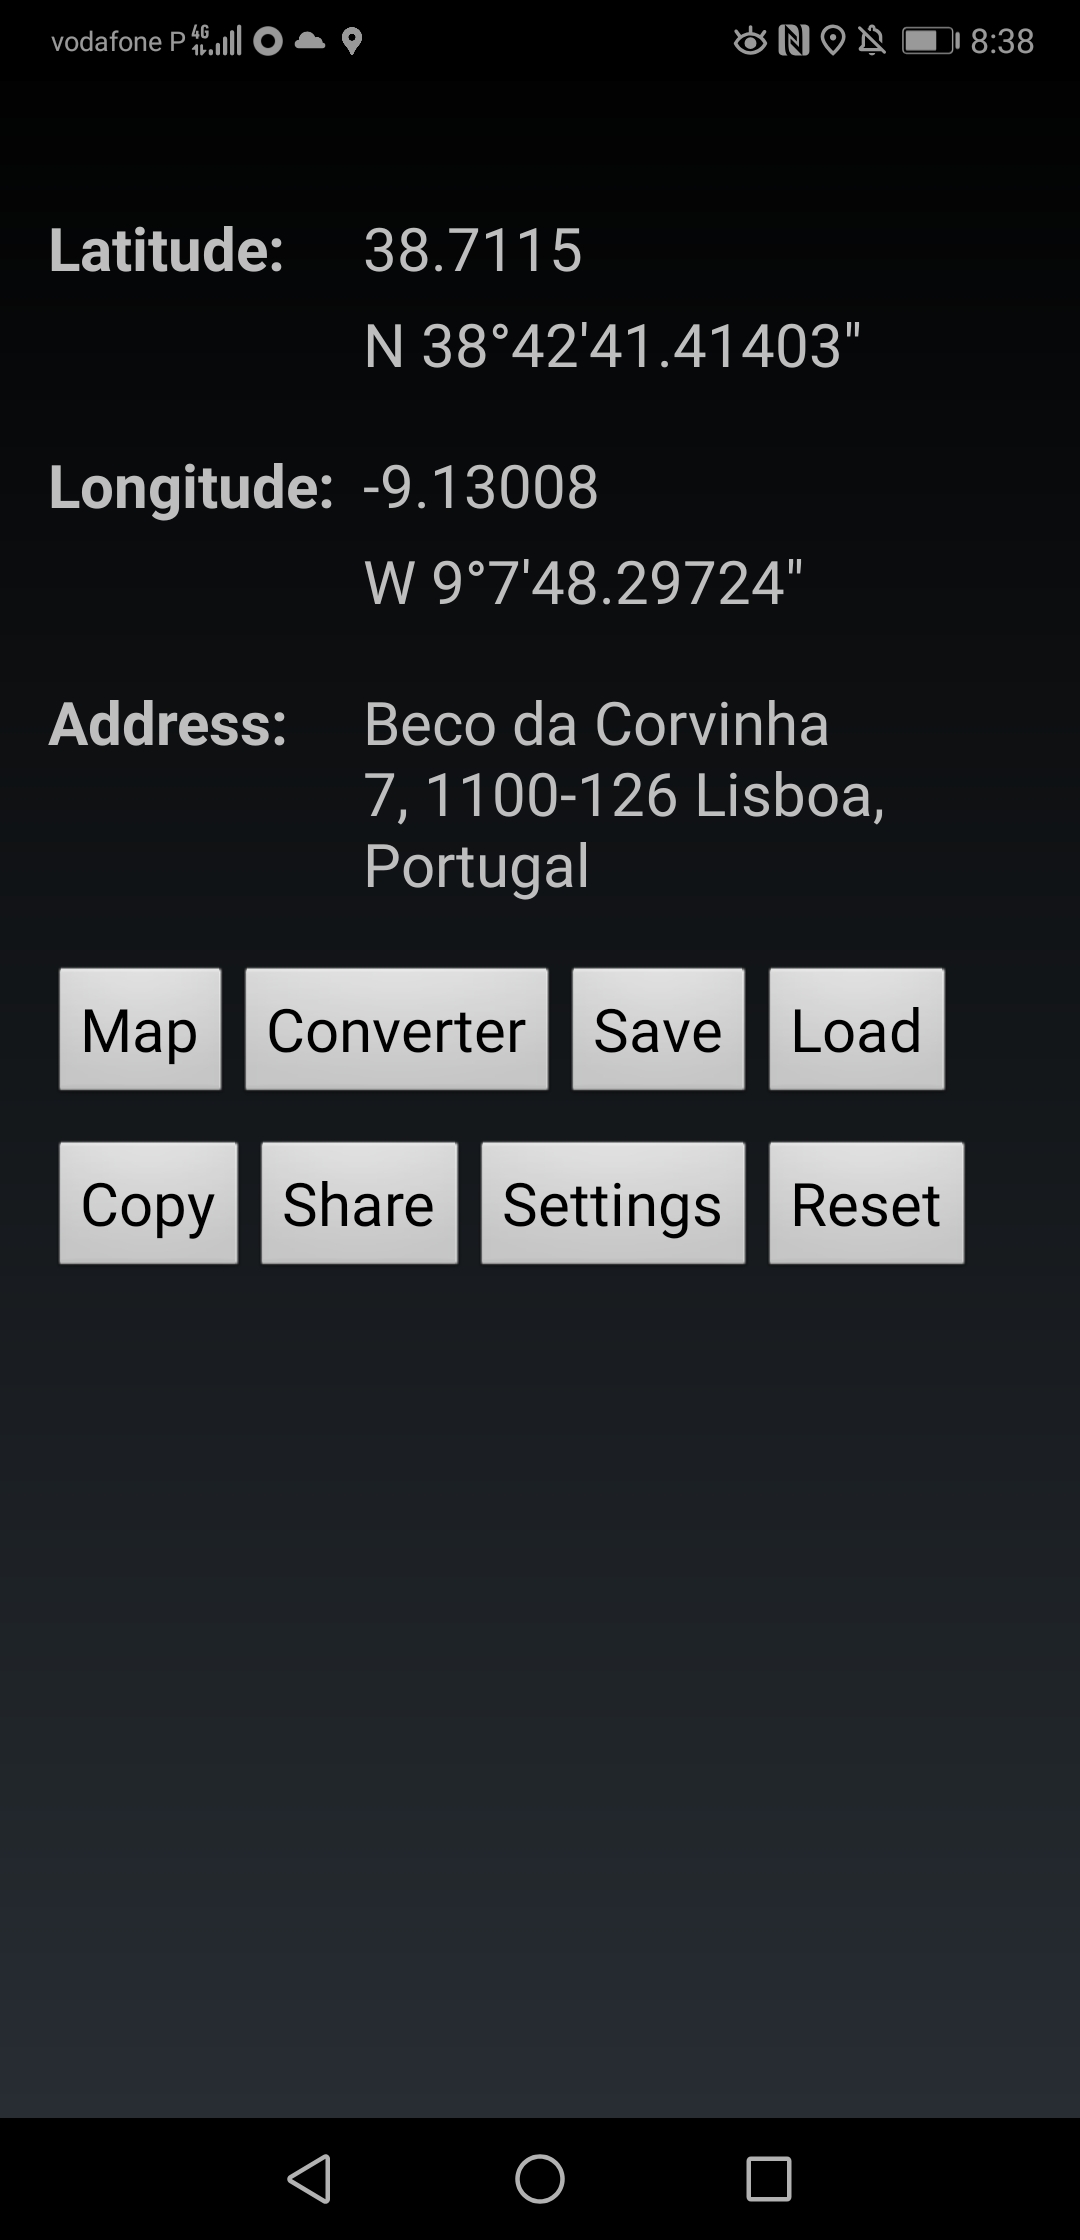 vodafone P 4G 8:38
Latitude: 38.7115
N 38°42'41.41403"
Longitude: -9.13008
W 9°7'48.29724"
Address: Beco da Corvinha
7, 1100-126 Lisboa,
Portugal
Map Converter Save Load
Copy Share Settings Reset